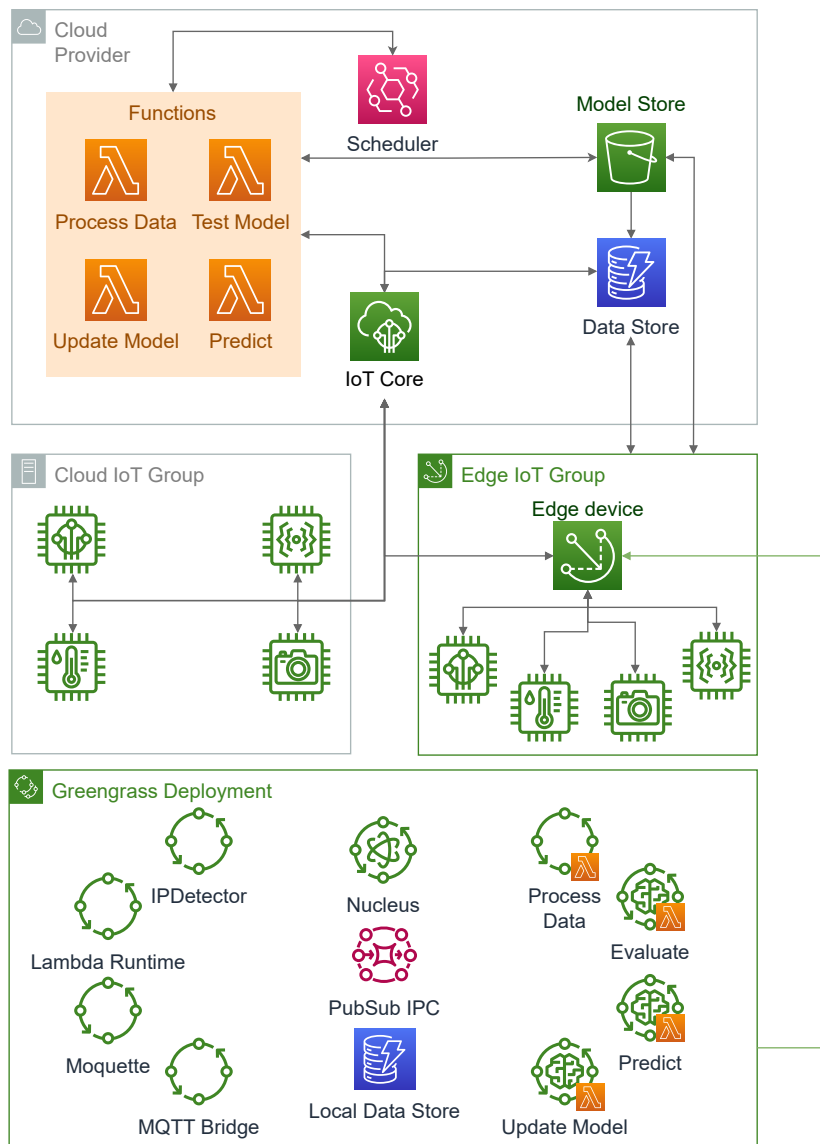 Cloud
Provider
Functions
Scheduler
Model Store
Process Data
Test Model
Update Model
Predict
Data Store
IoT Core
Cloud IoT Group
Edge IoT Group
Edge device
Greengrass Deployment
IPDetector
Nucleus
Process
Data
Lambda Runtime
Evaluate
PubSub IPC
Moquette
Predict
Local Data Store
MQTT Bridge
Update Model